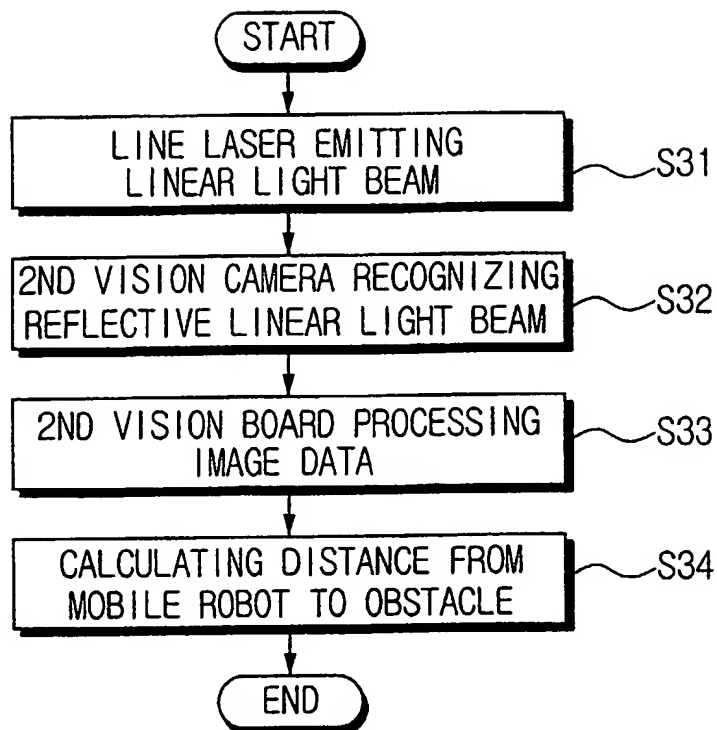 START
LINE LASER EMITTING
LINEAR LIGHT BEAM
S31
2ND VISION CAMERA RECOGNIZING
REFLECTIVE LINEAR LIGHT BEAM
S32
2ND VISION BOARD PROCESSING
IMAGE DATA
S33
CALCULATING DISTANCE FROM
MOBILE ROBOT TO OBSTACLE
S34
END